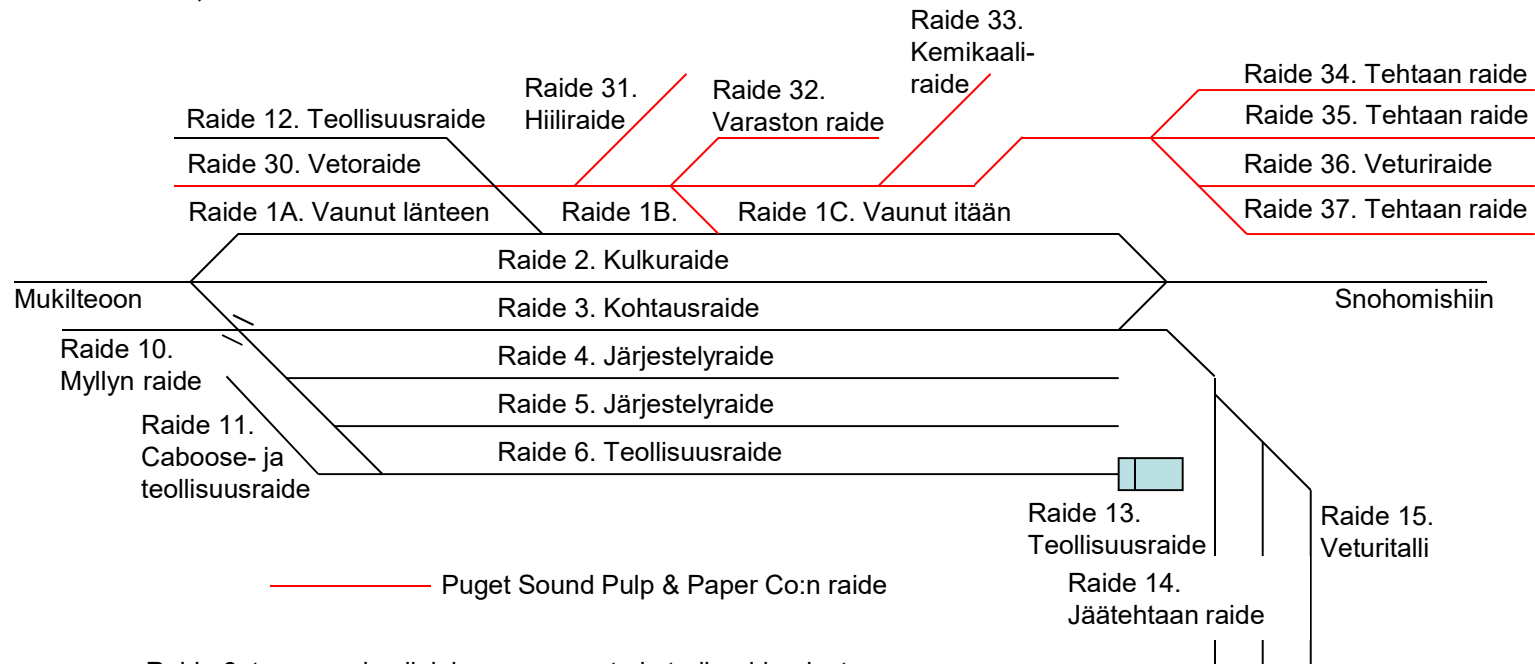 Raide 33.
Kemikaali-
raide
Raide 34. Tehtaan raide
Raide 31.
Hiiliraide
Raide 32.
Varaston raide
Raide 12. Teollisuusraide
Raide 35. Tehtaan raide
Raide 30. Vetoraide
Raide 36. Veturiraide
Raide 1A. Vaunut länteen
Raide 1B.
Raide 1C. Vaunut itään
Raide 37. Tehtaan raide
Raide 2. Kulkuraide
Mukilteoon
Snohomishiin
Raide 3. Kohtausraide
Raide 10.
Myllyn raide
Raide 4. Järjestelyraide
Raide 5. Järjestelyraide
Raide 11.
Caboose- ja
teollisuusraide
Raide 6. Teollisuusraide
Raide 13.
Teollisuusraide
Raide 15.
Veturitalli
Puget Sound Pulp & Paper Co:n raide
Raide 14.
Jäätehtaan raide